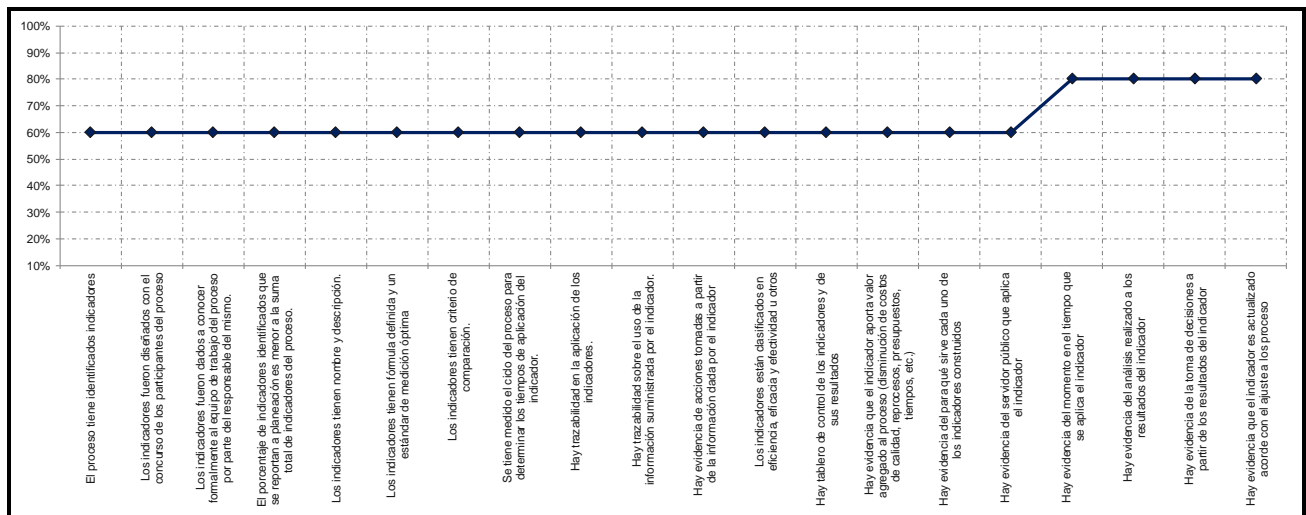 100%
90%
80%
70%
60%
50%
40%
30%
20%
10%
El proceso tiene identificados indicadores
Los indicadores fueron diseñados con el
concurso de los participantes del proceso
Los indicadores fueron dados a conocer
formalmente al equipo de trabajo del proceso
por parte del responsable del mismo.
El porcentaje de indicadores identificados que
se reportan a planeación es menor a la suma
total de indicadores del proceso.
Los indicadores tienen nombre y descripción.
Los indicadores tienen fórmula definida y un
estándar de medición óptima
Los indicadores tienen criterio de
comparación.
Se tiene medido el ciclo del proceso para
determinar los tiempos de aplicación del
indicador.
Hay trazabilidad en la aplicación de los
indicadores.
Hay trazabilidad sobre el uso de la
información suministrada por el indicador.
Hay evidencia de acciones tomadas a partir
de la información dada por el indicador
Los indicadores están clasificados en
eficiencia, eficacia y efectividad u otros
Hay tablero de control de los indicadores y de
sus resultados
Hay evidencia que el indicador aporta valor
agregado al proceso (disminución de costos
de calidad, reprocesos, presupuestos,
tiempos, etc.)
Hay evidencia del para qué sirve cada uno de
los indicadores construidos
Hay evidencia del servidor público que aplica
el indicador
Hay evidencia del momento en el tiempo que
se aplica el indicador
Hay evidencia del análisis realizado a los
resultados del indicador
Hay evidencia de la toma de decisiones a
partir de los resultados del indicador
Hay evidencia que el indicador es actualizado
acorde con el ajuste a los proceso